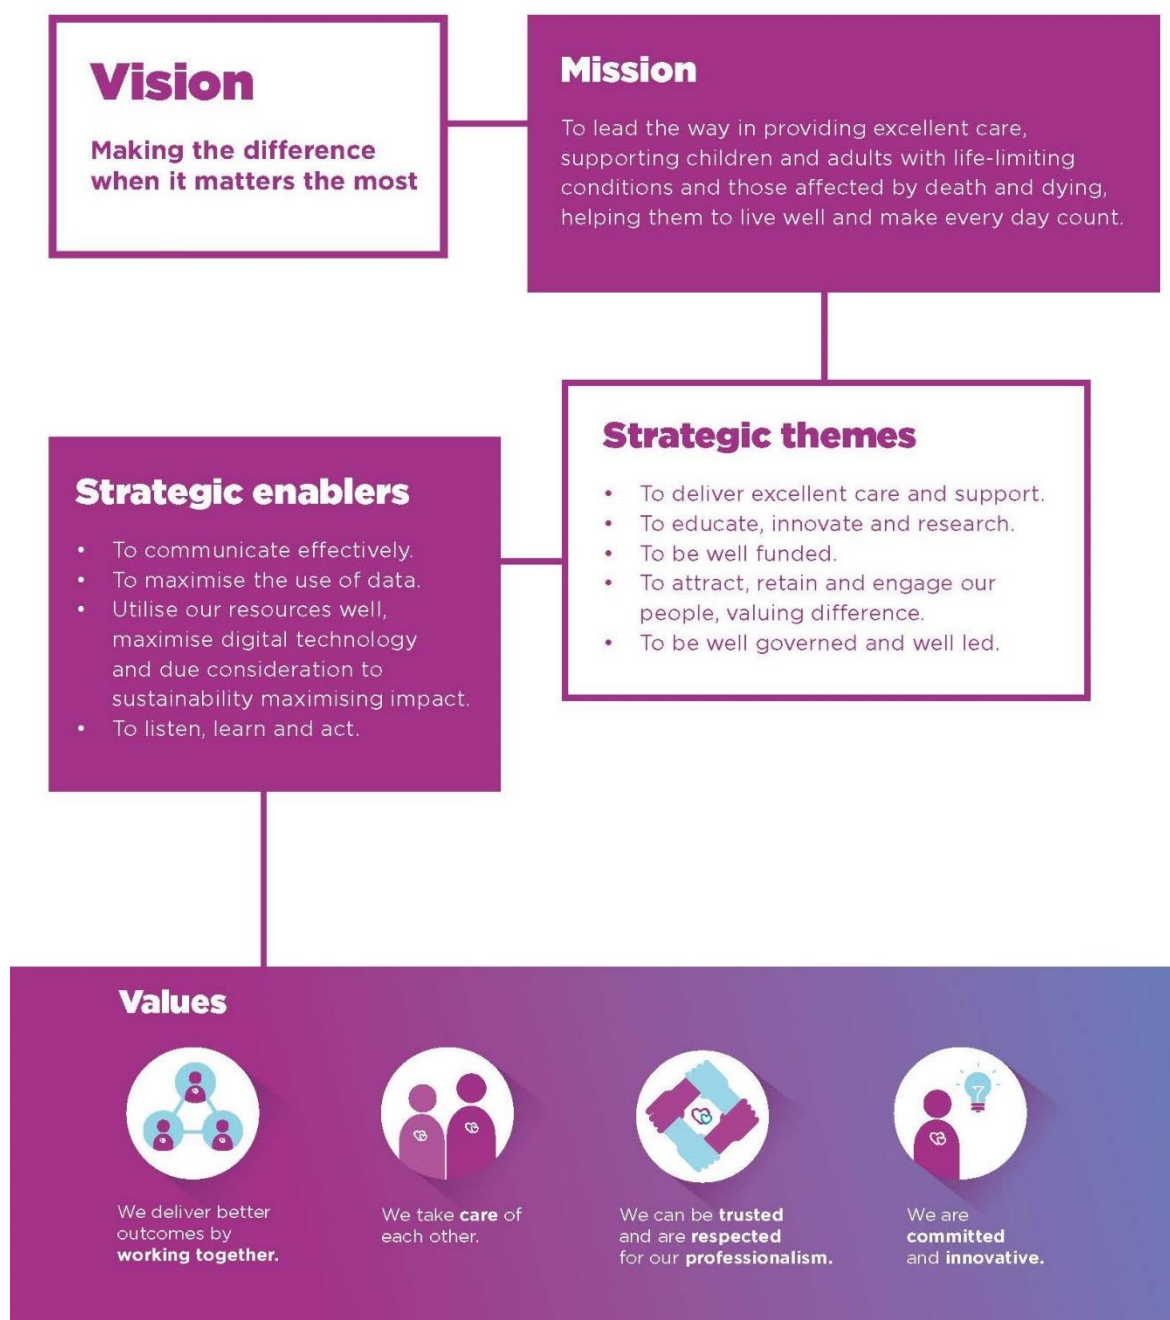 Vision
Making the difference
when it matters the most
Mission
To lead the way in providing excellent care,
supporting children and adults with life-limiting
conditions and those affected by death and dying,
helping them to live well and make every day count.
Strategic themes
• To deliver excellent care and support.
• To educate, innovate and research.
• To be well funded.
• To attract, retain and engage our
people, valuing difference.
• To be well governed and well led.
Strategic enablers
• To communicate effectively.
• To maximise the use of data.
• Utilise our resources well,
maximise digital technology
and due consideration to
sustainability maximising impact.
• To listen, learn and act.
Values
We deliver better
outcomes by
working together.
We take care of
each other.
We can be trusted
and are respected
for our professionalism.
We are
committed
and innovative.